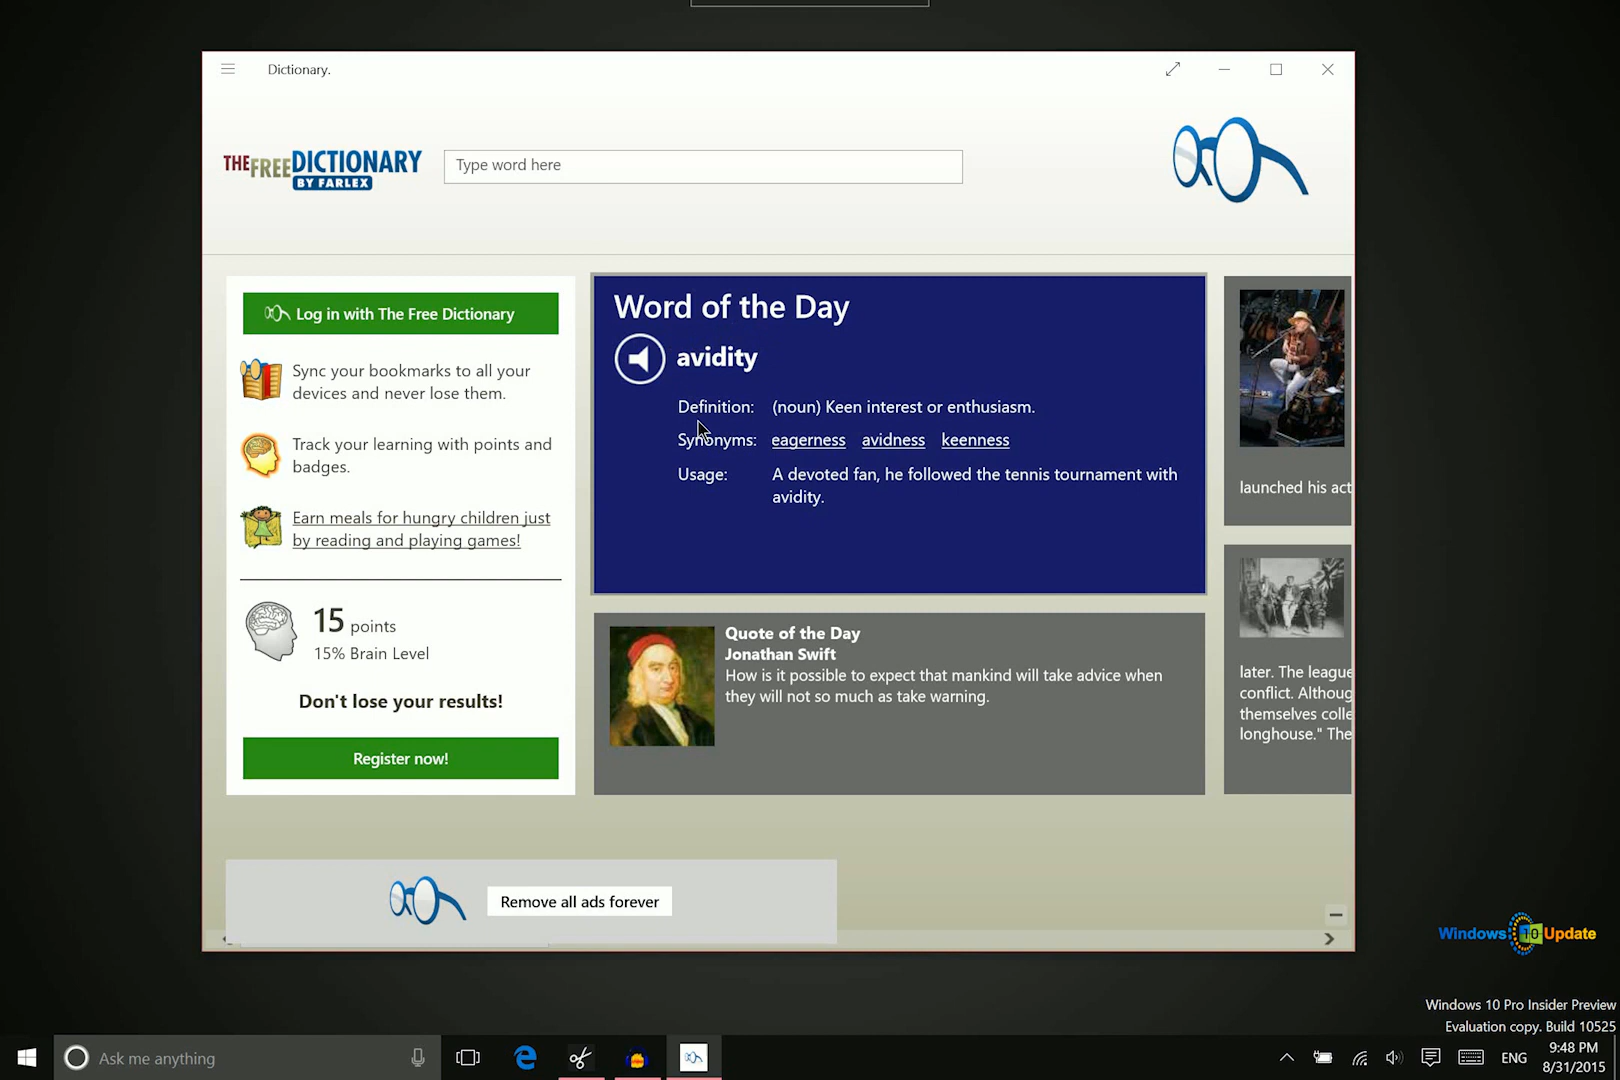 Dictionary.
THE FREE DICTIONARY
BY FARLEX
Type word here
Log in with The Free Dictionary
Sync your bookmarks to all your
devices and never lose them.
Track your learning with points and
badges.
Earn meals for hungry children just
by reading and playing games!
15 points
15% Brain Level
Don't lose your results!
Register now!
Word of the Day
avidity
Definition: (noun) Keen interest or enthusiasm.
Synonyms: eagerness avidness keenness
Usage: A devoted fan, he followed the tennis tournament with
avidity.
Quote of the Day
Jonathan Swift
How is it possible to expect that mankind will take advice when
they will not so much as take warning.
launched his act
later. The league
conflict. Althoug
themselves colle
longhouse." The
Remove all ads forever
Windows 10 Update
Windows 10 Pro Insider Preview
Evaluation copy. Build 10525
Ask me anything
ENG
9:48 PM
8/31/2015